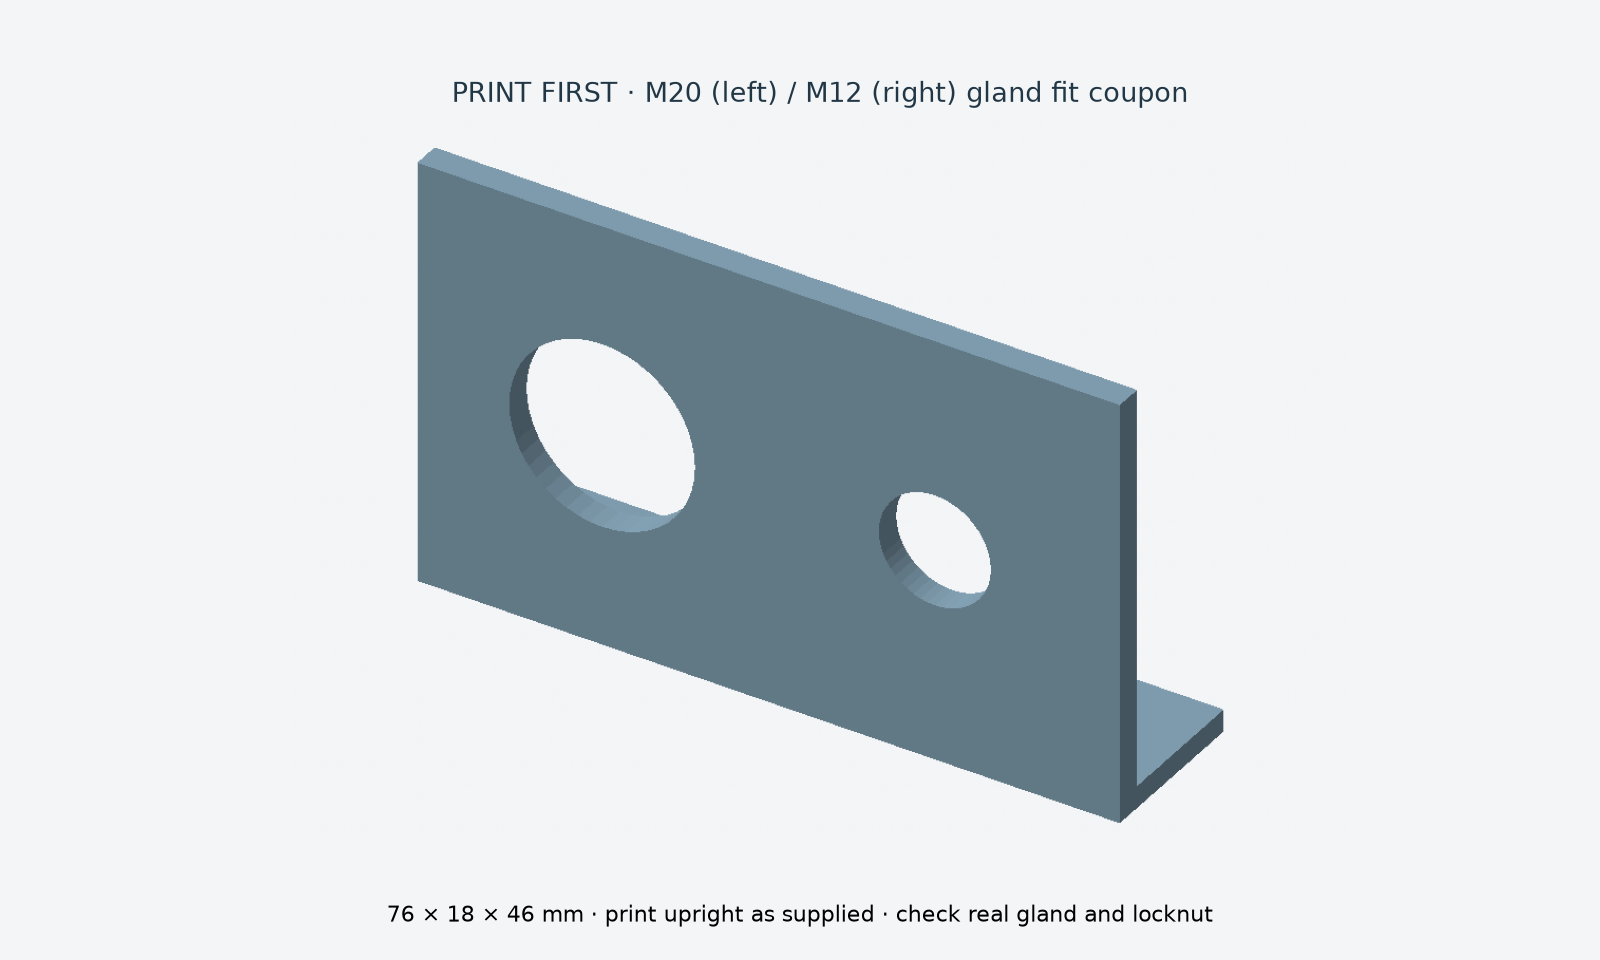 PRINT FIRST · M20 (left) / M12 (right) gland fit coupon
76 × 18 × 46 mm · print upright as supplied · check real gland and locknut